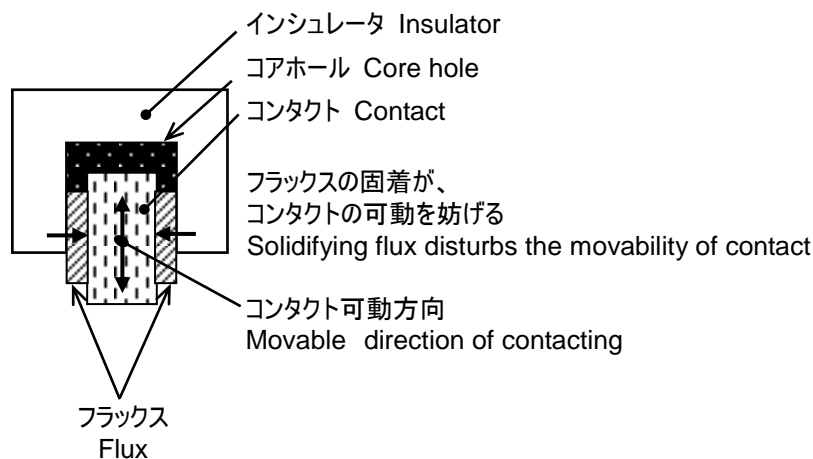 インシュレータ Insulator
コアホール Core hole
コンタクト Contact
フラックスの固着が、
コンタクトの可動を妨げる
Solidifying flux disturbs the movability of contact
コンタクト可動方向
Movable direction of contacting
フラックス
Flux